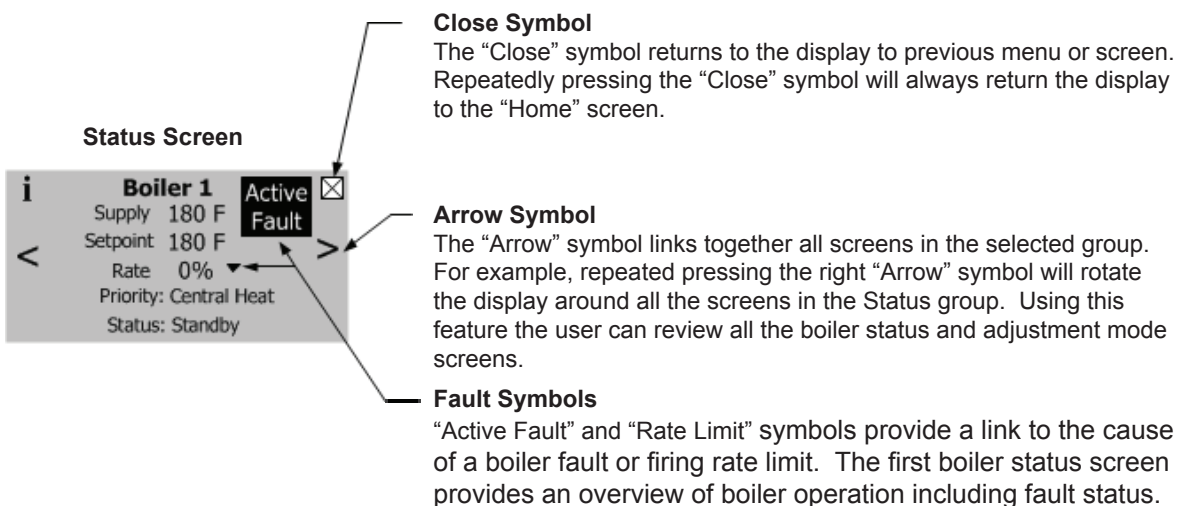 Close Symbol
The “Close” symbol returns to the display to previous menu or screen.
Repeatedly pressing the “Close” symbol will always return the display
to the “Home” screen.
Status Screen
i
Boiler 1
Active
Fault
Supply 180 F
Setpoint 180 F
< >
Rate 0%
Priority: Central Heat
Status: Standby
Arrow Symbol
The “Arrow” symbol links together all screens in the selected group.
For example, repeated pressing the right “Arrow” symbol will rotate
the display around all the screens in the Status group. Using this
feature the user can review all the boiler status and adjustment mode
screens.
Fault Symbols
“Active Fault” and “Rate Limit” symbols provide a link to the cause
of a boiler fault or firing rate limit. The first boiler status screen
provides an overview of boiler operation including fault status.